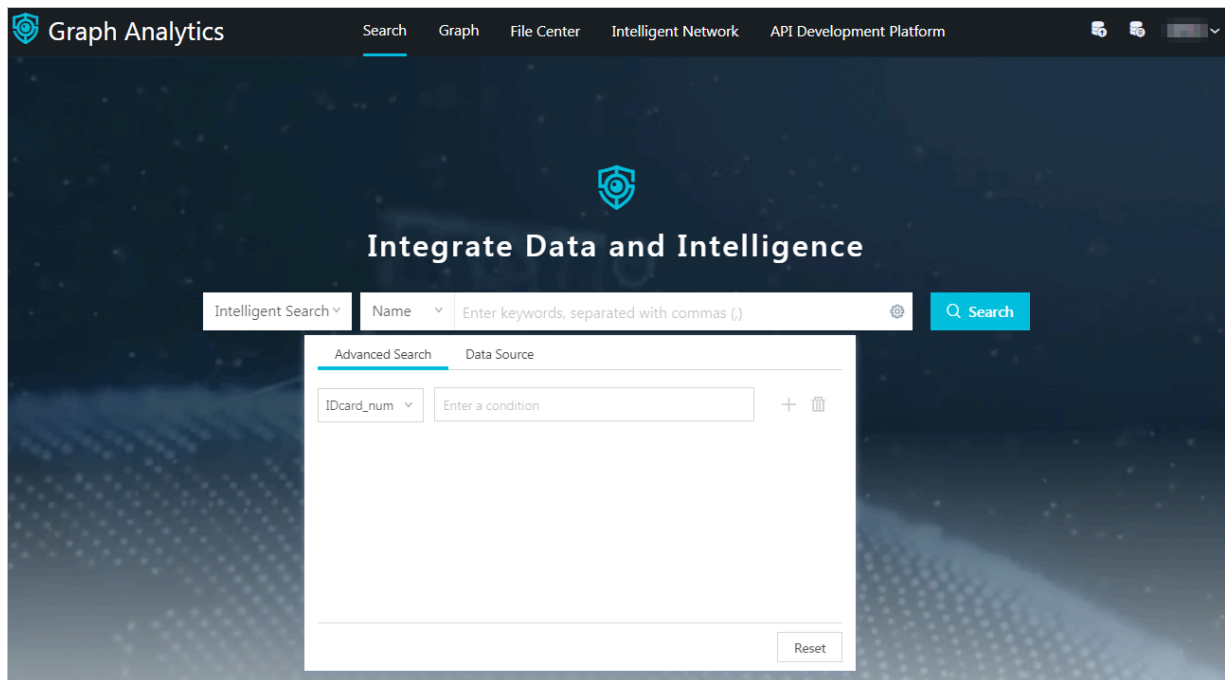 Graph Analytics Search Graph File Center Intelligent Network API Development Platform
Integrate Data and Intelligence
Intelligent Search Name Enter keywords, separated with commas (,) Search
Advanced Search Data Source
IDcard_num Enter a condition
Reset